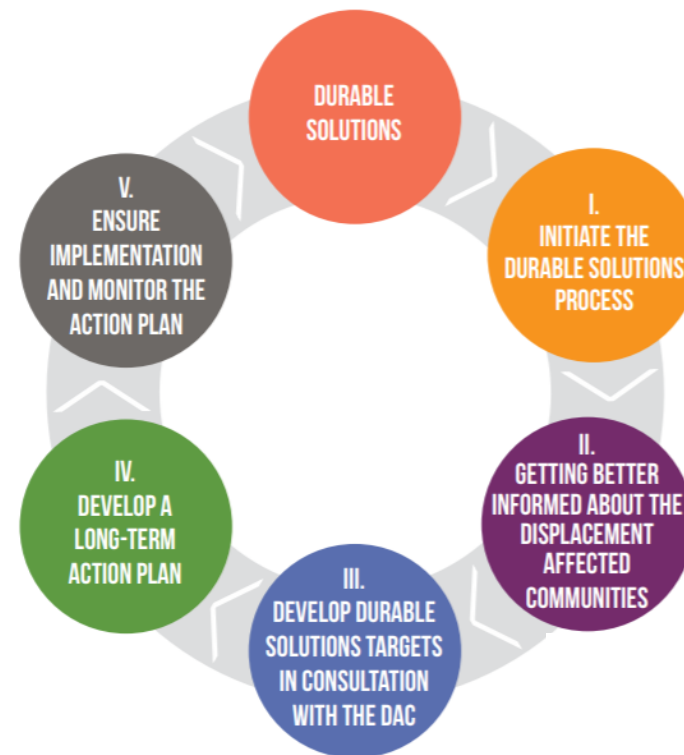 DURABLE
SOLUTIONS
I.
INITIATE THE
DURABLE SOLUTIONS
PROCESS
II.
GETTING BETTER
INFORMED ABOUT THE
DISPLACEMENT
AFFECTED
COMMUNITIES
III.
DEVELOP DURABLE
SOLUTIONS TARGETS
IN CONSULTATION
WITH THE DAC
IV.
DEVELOP A
LONG-TERM
ACTION PLAN
V.
ENSURE
IMPLEMENTATION
AND MONITOR THE
ACTION PLAN